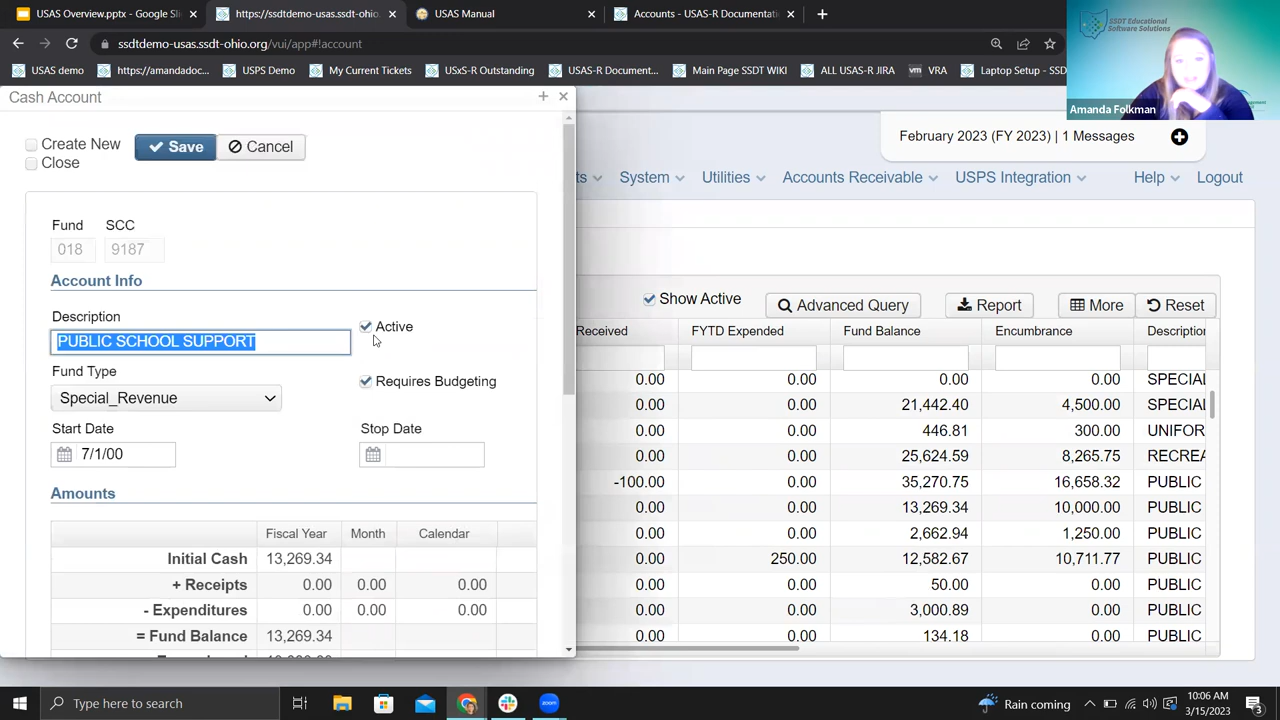 USAS Overview.pptx - Google Sli
https://ssdtdemo-usas.ssdt-ohio.
USAS Manual
Accounts - USAS-R Documentatio
ssdtdemo-usas.ssdt-ohio.org/vui/app#!account
USAS demo
https://amandadoc...
USPS Demo
My Current Tickets
USxS-R Outstanding
USAS-R Document...
Main Page SSDT WIKI
ALL USAS-R JIRA
VRA
Laptop Setup - SSD
SSDT Educational
Software Solutions
Amanda Folkman
Cash Account
Create New
Close
Save
Cancel
February 2023 (FY 2023) | 1 Messages
ts
System
Utilities
Accounts Receivable
USPS Integration
Help
Logout
Fund
SCC
018
9187
Account Info
Description
PUBLIC SCHOOL SUPPORT
Active
Fund Type
Special_Revenue
Requires Budgeting
Start Date
Stop Date
7/1/00
Amounts
Fiscal Year Month Calendar
Initial Cash 13,269.34
+ Receipts 0.00 0.00 0.00
- Expenditures 0.00 0.00 0.00
= Fund Balance 13,269.34
Show Active
Advanced Query
Report
More
Reset
Received FYTD Expended Fund Balance Encumbrance Description
0.00 0.00 0.00 0.00 SPECIAL
0.00 0.00 21,442.40 4,500.00 SPECIAL
0.00 0.00 446.81 300.00 UNIFOR
0.00 0.00 25,624.59 8,265.75 RECREA
-100.00 0.00 35,270.75 16,658.32 PUBLIC
0.00 0.00 13,269.34 10,000.00 PUBLIC
0.00 0.00 2,662.94 1,250.00 PUBLIC
0.00 250.00 12,582.67 10,711.77 PUBLIC
0.00 0.00 50.00 0.00 PUBLIC
0.00 0.00 3,000.89 0.00 PUBLIC
0.00 0.00 134.18 0.00 PUBLIC
Type here to search
Rain coming
10:06 AM
3/15/2023
3